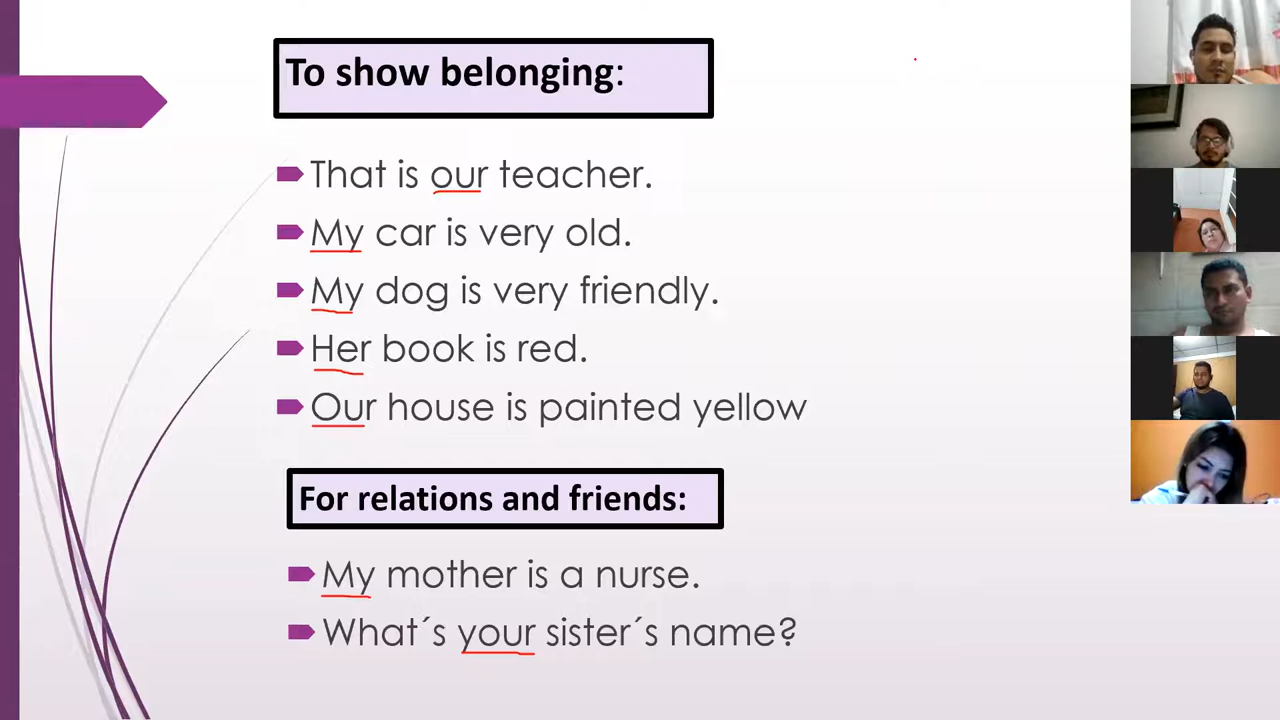 To show belonging:
That is our teacher.
My car is very old.
My dog is very friendly.
Her book is red.
Our house is painted yellow
For relations and friends:
My mother is a nurse.
What´s your sister´s name?